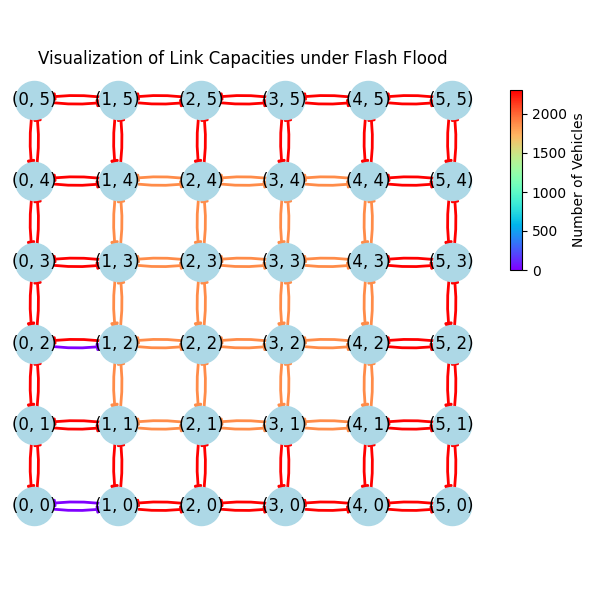 Visualization of Link Capacities under Flash Flood
(0, 5) (1, 5) (2, 5) (3, 5) (4, 5) (5, 5)
(0, 4) (1, 4) (2, 4) (3, 4) (4, 4) (5, 4)
(0, 3) (1, 3) (2, 3) (3, 3) (4, 3) (5, 3)
(0, 2) (1, 2) (2, 2) (3, 2) (4, 2) (5, 2)
(0, 1) (1, 1) (2, 1) (3, 1) (4, 1) (5, 1)
(0, 0) (1, 0) (2, 0) (3, 0) (4, 0) (5, 0)
2000
1500
1000
500
0
Number of Vehicles